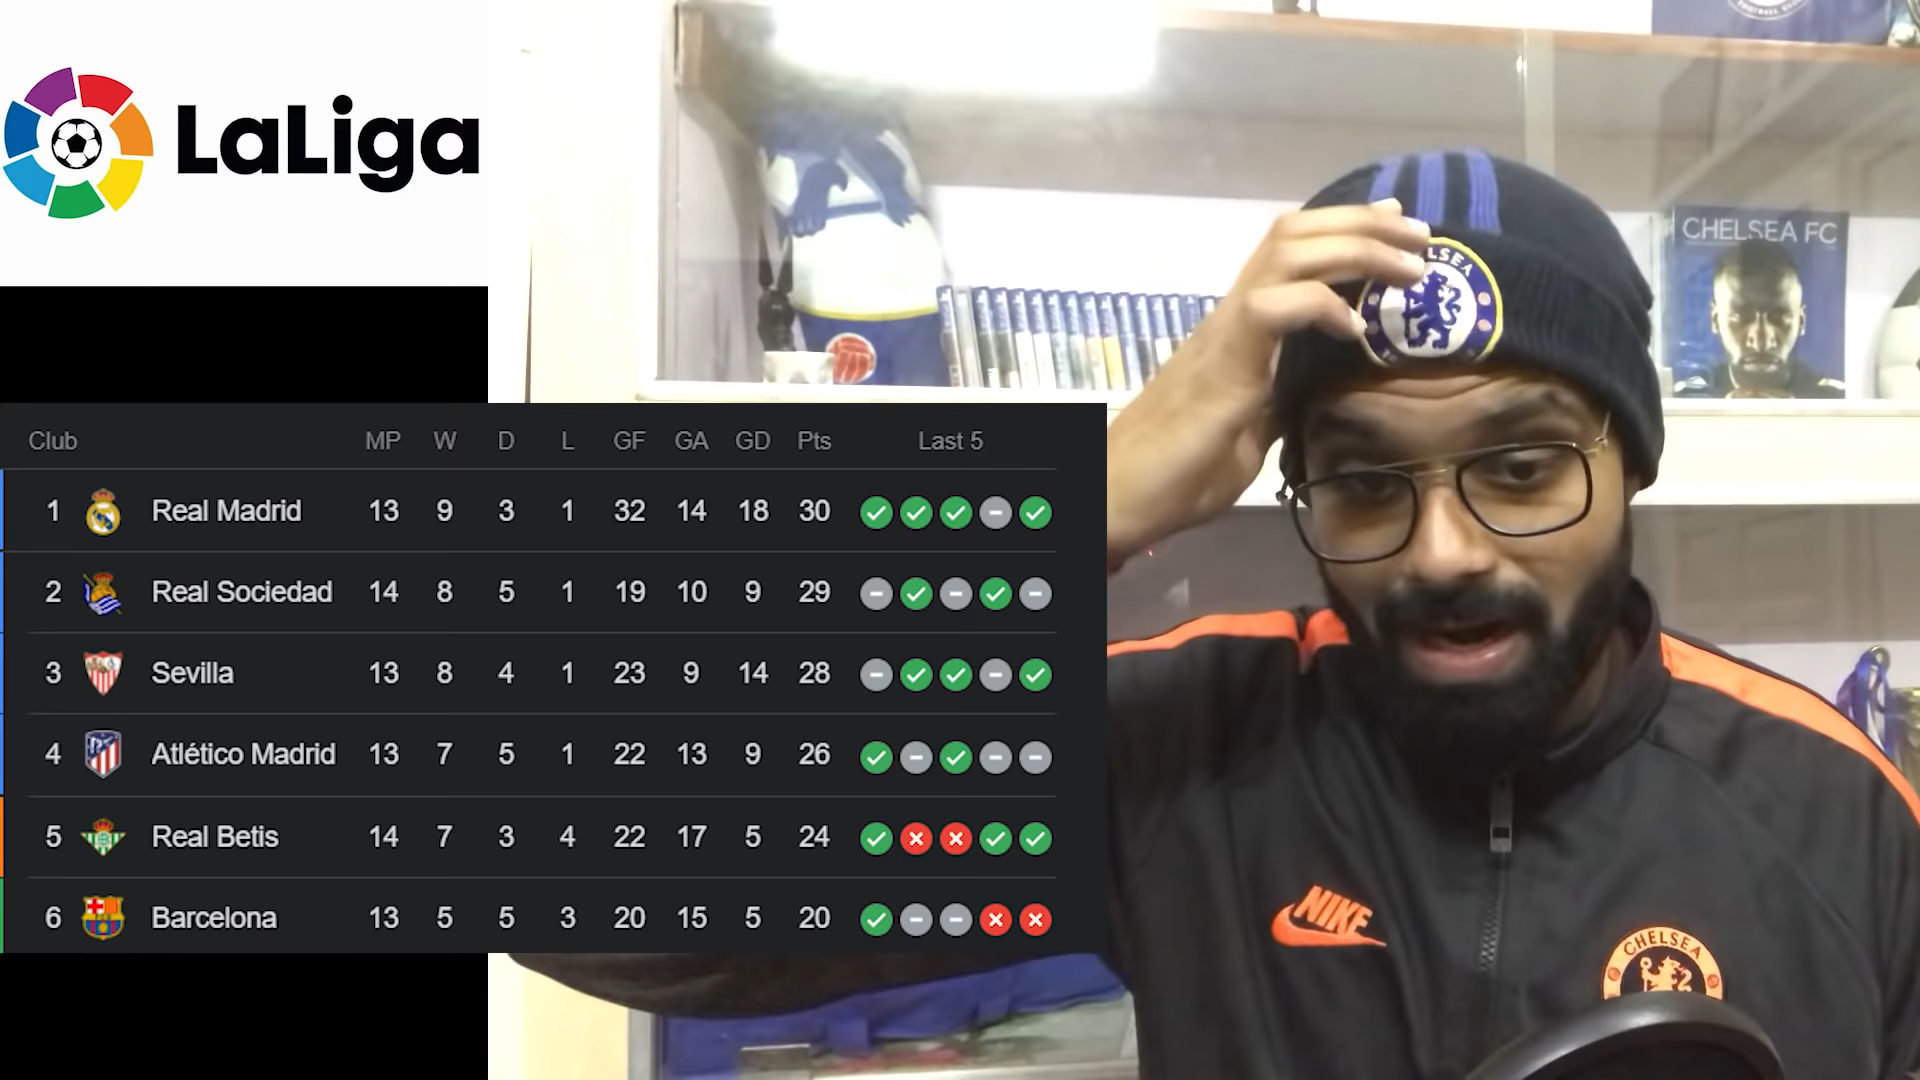 LaLiga
CHELSEA FC
LSEA
Club MP W D L GF GA GD Pts Last 5
1 Real Madrid 13 9 3 1 32 14 18 30
2 Real Sociedad 14 8 5 1 19 10 9 29
3 Sevilla 13 8 4 1 23 9 14 28
4 Atlético Madrid 13 7 5 1 22 13 9 26
5 Real Betis 14 7 3 4 22 17 5 24
6 Barcelona 13 5 5 3 20 15 5 20
NIKE
CHELSEA